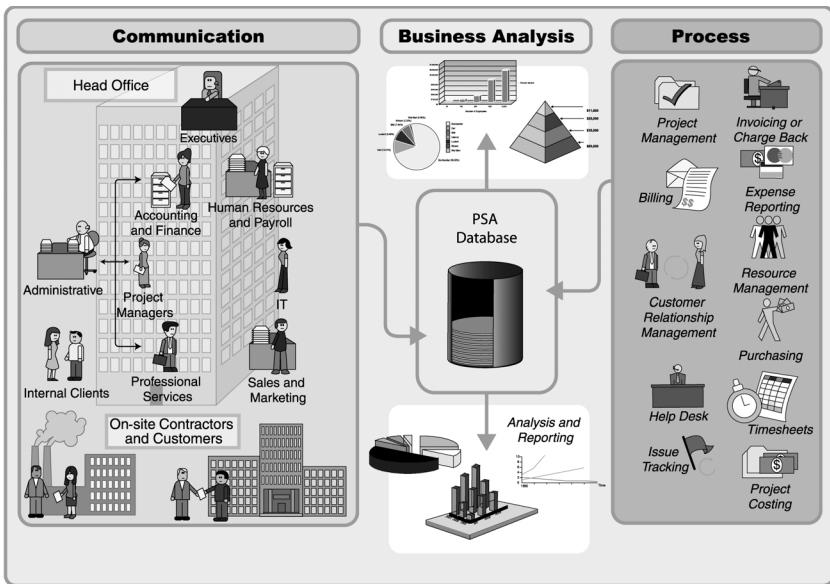 Communication
Head Office
Executives
Accounting
and Finance
Human Resources
and Payroll
Administrative
Project
Managers
IT
Internal Clients
Professional
Services
Sales and
Marketing
On-site Contractors
and Customers
Business Analysis
PSA
Database
Analysis and
Reporting
Time
Process
Project
Management
Invoicing or
Charge Back
Billing
$$
$
Expense
Reporting
Customer
Relationship
Management
Resource
Management
Purchasing
Help Desk
Timesheets
Issue
Tracking
$
Project
Costing